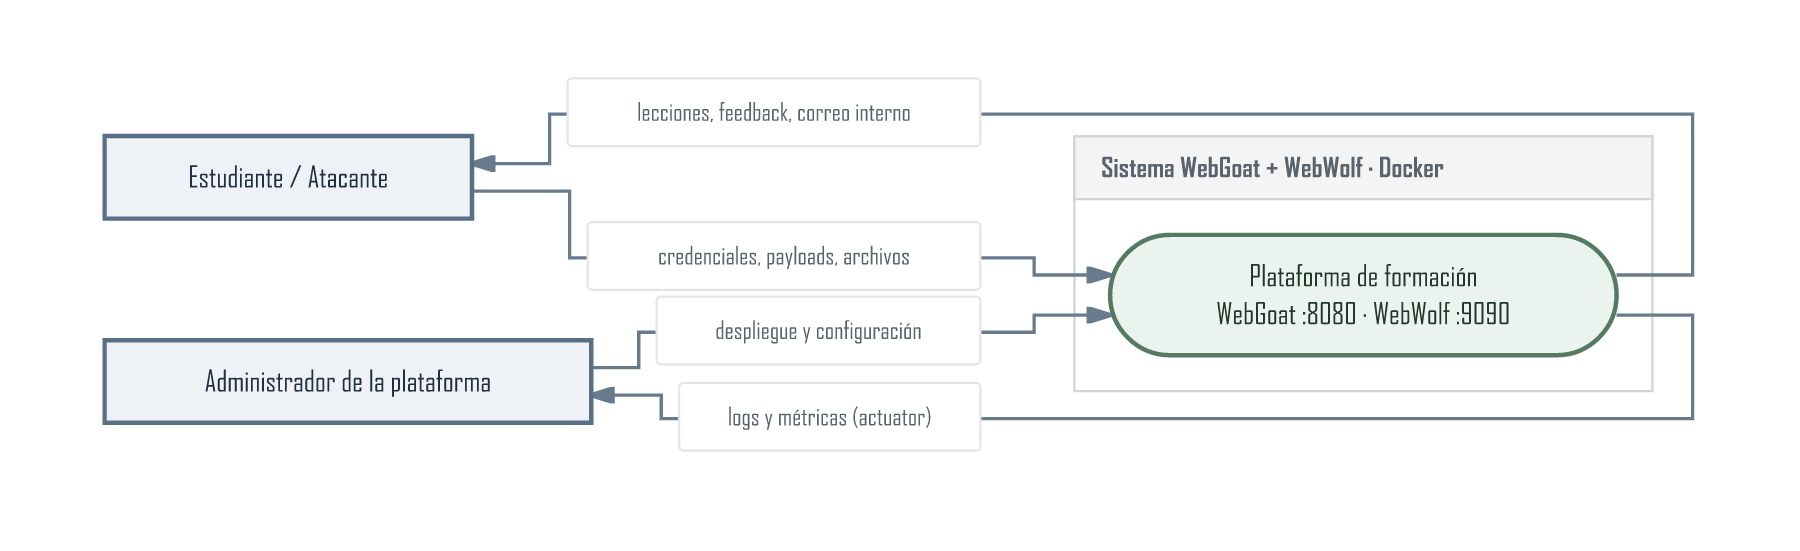 lecciones, feedback, correo interno
Estudiante / Atacante
Sistema WebGoat + WebWolf · Docker
credenciales, payloads, archivos
Plataforma de formación
WebGoat :8080 · WebWolf :9090
despliegue y configuración
Administrador de la plataforma
logs y métricas (actuator)